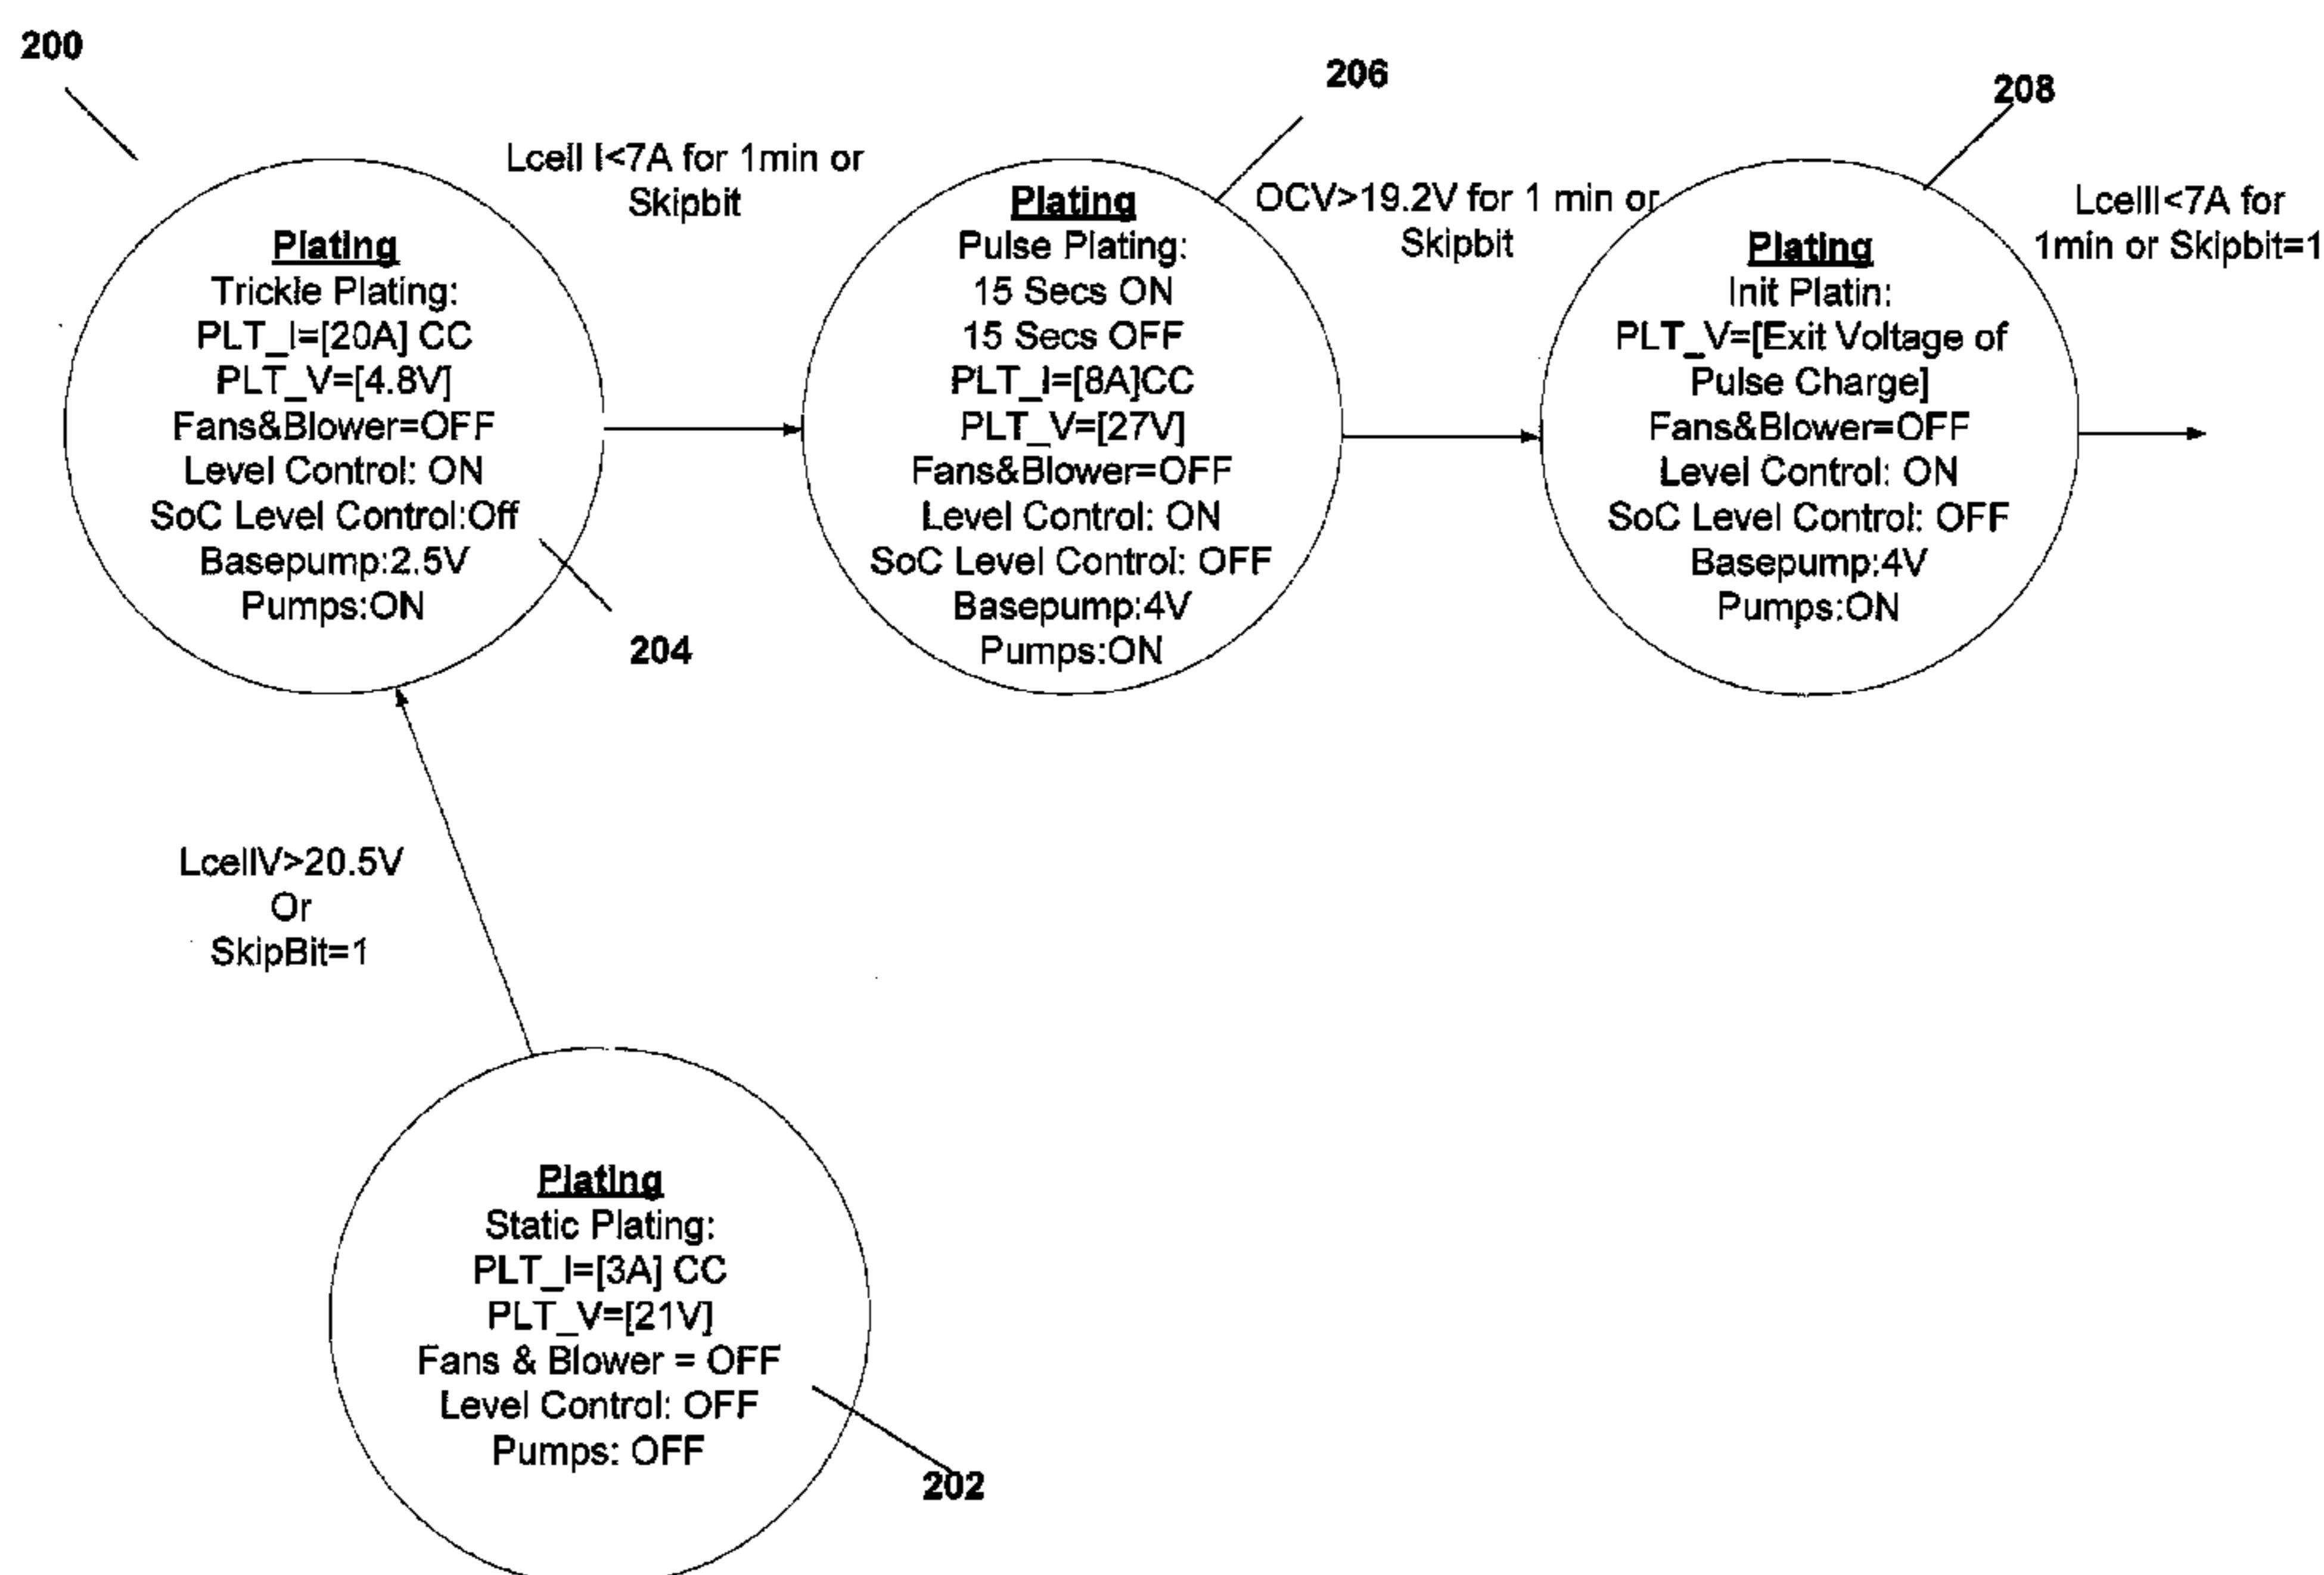 200
206
208
Lcell I<7A for 1min or
Skipbit
OCV>19.2V for 1 min or
Skipbit
LcellI<7A for
1min or Skipbit=1
Plating
Trickle Plating:
PLT_I=[20A] CC
PLT_V=[4.8V]
Fans&Blower=OFF
Level Control: ON
SoC Level Control:Off
Basepump:2.5V
Pumps:ON
204
Plating
Pulse Plating:
15 Secs ON
15 Secs OFF
PLT_I=[8A]CC
PLT_V=[27V]
Fans&Blower=OFF
Level Control: ON
SoC Level Control: OFF
Basepump:4V
Pumps:ON
Plating
Init Platin:
PLT_V=[Exit Voltage of
Pulse Charge]
Fans&Blower=OFF
Level Control: ON
SoC Level Control: OFF
Basepump:4V
Pumps:ON
LcellV>20.5V
Or
SkipBit=1
Plating
Static Plating:
PLT_I=[3A] CC
PLT_V=[21V]
Fans & Blower = OFF
Level Control: OFF
Pumps: OFF
202